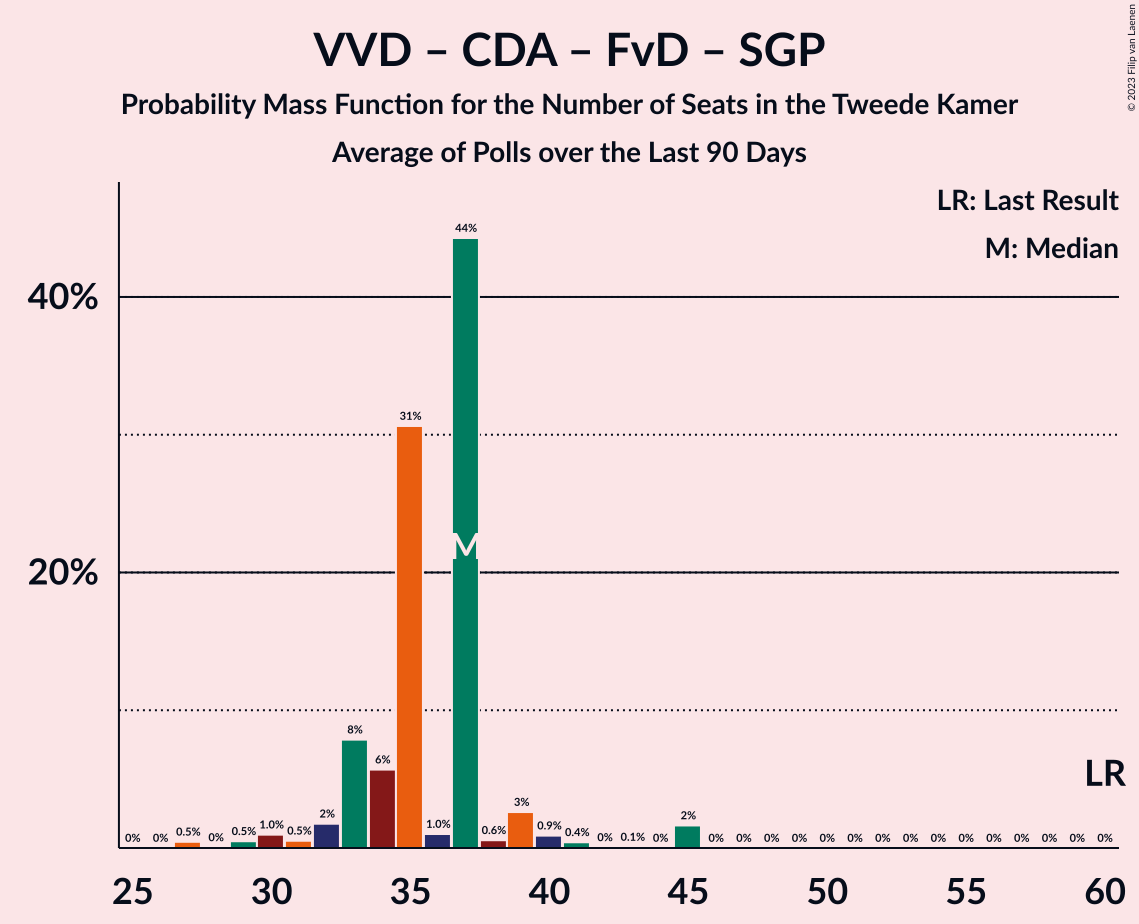 VVD – CDA – FvD – SGP
Probability Mass Function for the Number of Seats in the Tweede Kamer
Average of Polls over the Last 90 Days
© 2023 Filip van Laenen
LR: Last Result
M: Median
40%
20%
0% 0% 0.5% 0% 0.5% 1.0% 0.5% 2% 8% 6% 31% 1.0% 44% 0.6% 3% 0.9% 0.4% 0% 0.1% 0% 2% 0% 0% 0% 0% 0% 0% 0% 0% 0% 0% 0% 0% 0% 0% 0%
M
LR
25 30 35 40 45 50 55 60